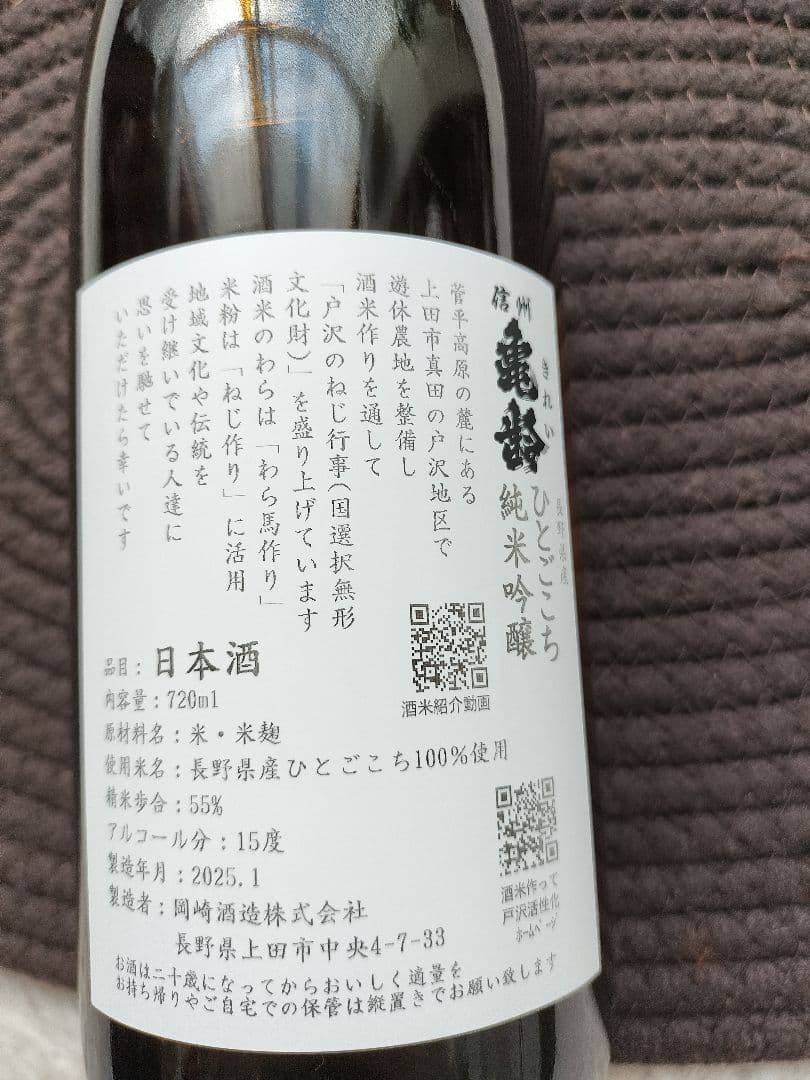 信州
亀齢
きれい
長野県産
ひとごこち
純米吟醸
菅平高原の麓にある
上田市真田の戸沢地区で
遊休農地を整備し
酒米作りを通して
「戸沢のねじ行事(国選択無形
文化財)」を盛り上げています
酒米のわらは「わら馬作り」
米粉は「ねじ作り」に活用
地域文化や伝統を
受け継いでいる人達に
思いを馳せて
いただけたら幸いです
酒米紹介動画
品目:日本酒
内容量:720ml
原材料名:米・米麹
使用米名:長野県産ひとごこち100%使用
精米歩合:55%
アルコール分:15度
製造年月:2025.1
製造者:岡崎酒造株式会社
長野県上田市中央4-7-33
酒米作って
戸沢活性化
ホームページ
お酒は二十歳になってからおいしく適量を
お持ち帰りやご自宅での保管は縦置きでお願い致します